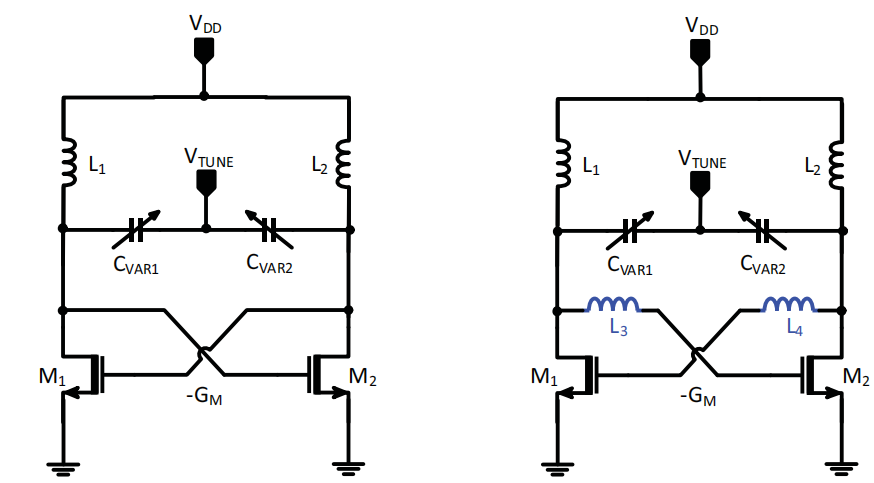 VDD
L1
VTUNE
L2
CVAR1
CVAR2
M1
M2
-GM
VDD
L1
VTUNE
L2
CVAR1
CVAR2
L3
L4
M1
M2
-GM